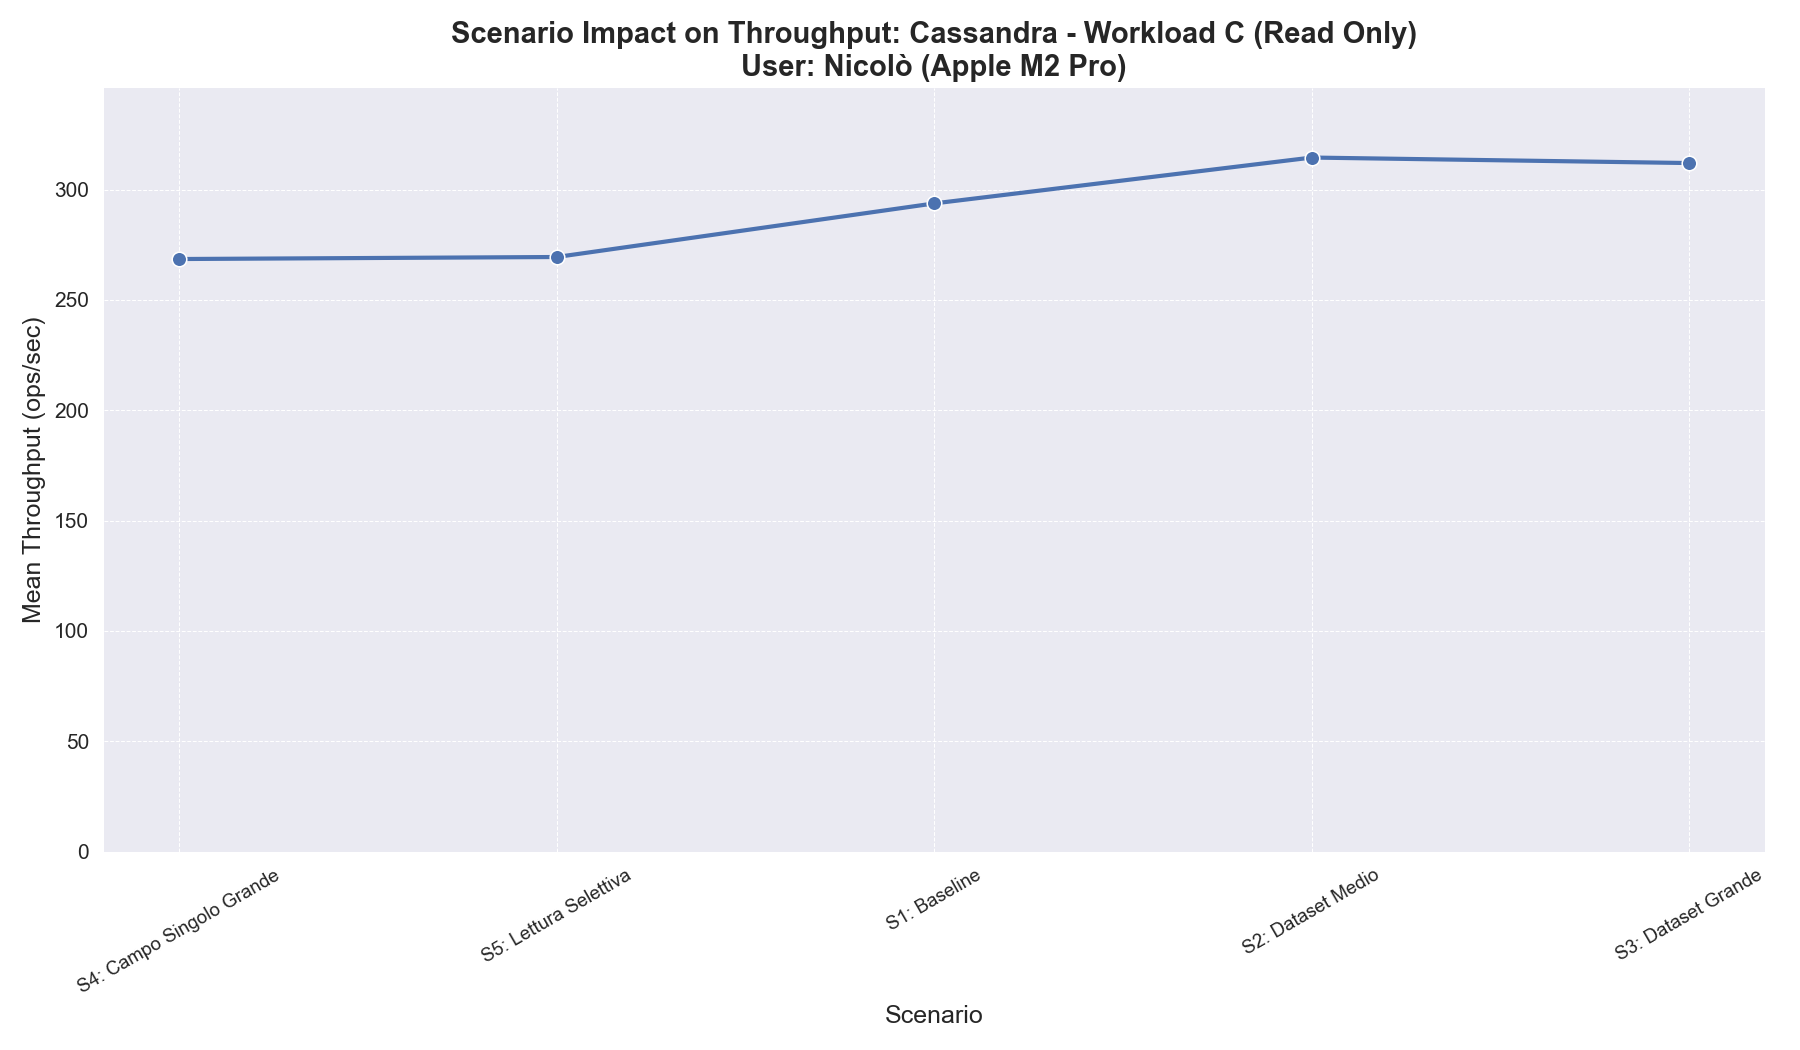 Scenario Impact on Throughput: Cassandra - Workload C (Read Only)
User: Nicolò (Apple M2 Pro)
Mean Throughput (ops/sec)
300
250
200
150
100
50
0
S4: Campo Singolo Grande
S5: Lettura Selettiva
S1: Baseline
S2: Dataset Medio
S3: Dataset Grande
Scenario